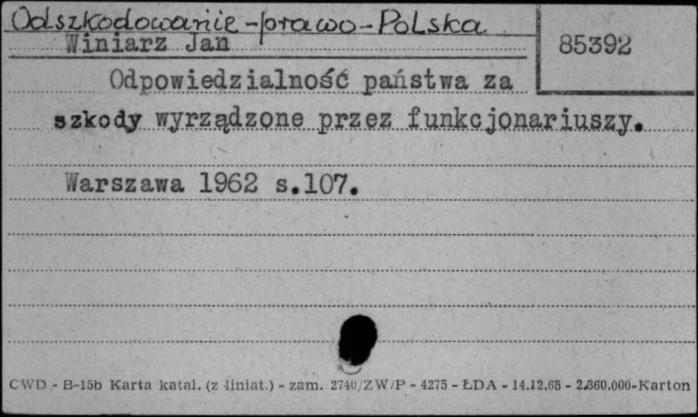 Odszkodowanie - prawo - Polska
Winiarz Jan
85392
Odpowiedzialność państwa za
szkody wyrządzone przez funkcjonariuszy.
Warszawa 1962 s.107.
CWD - B-15b Karta katal. (z liniat.) - zam. 2740/ZW/P - 4275 - ŁDA - 14.12.65 - 2.360.000-Karton